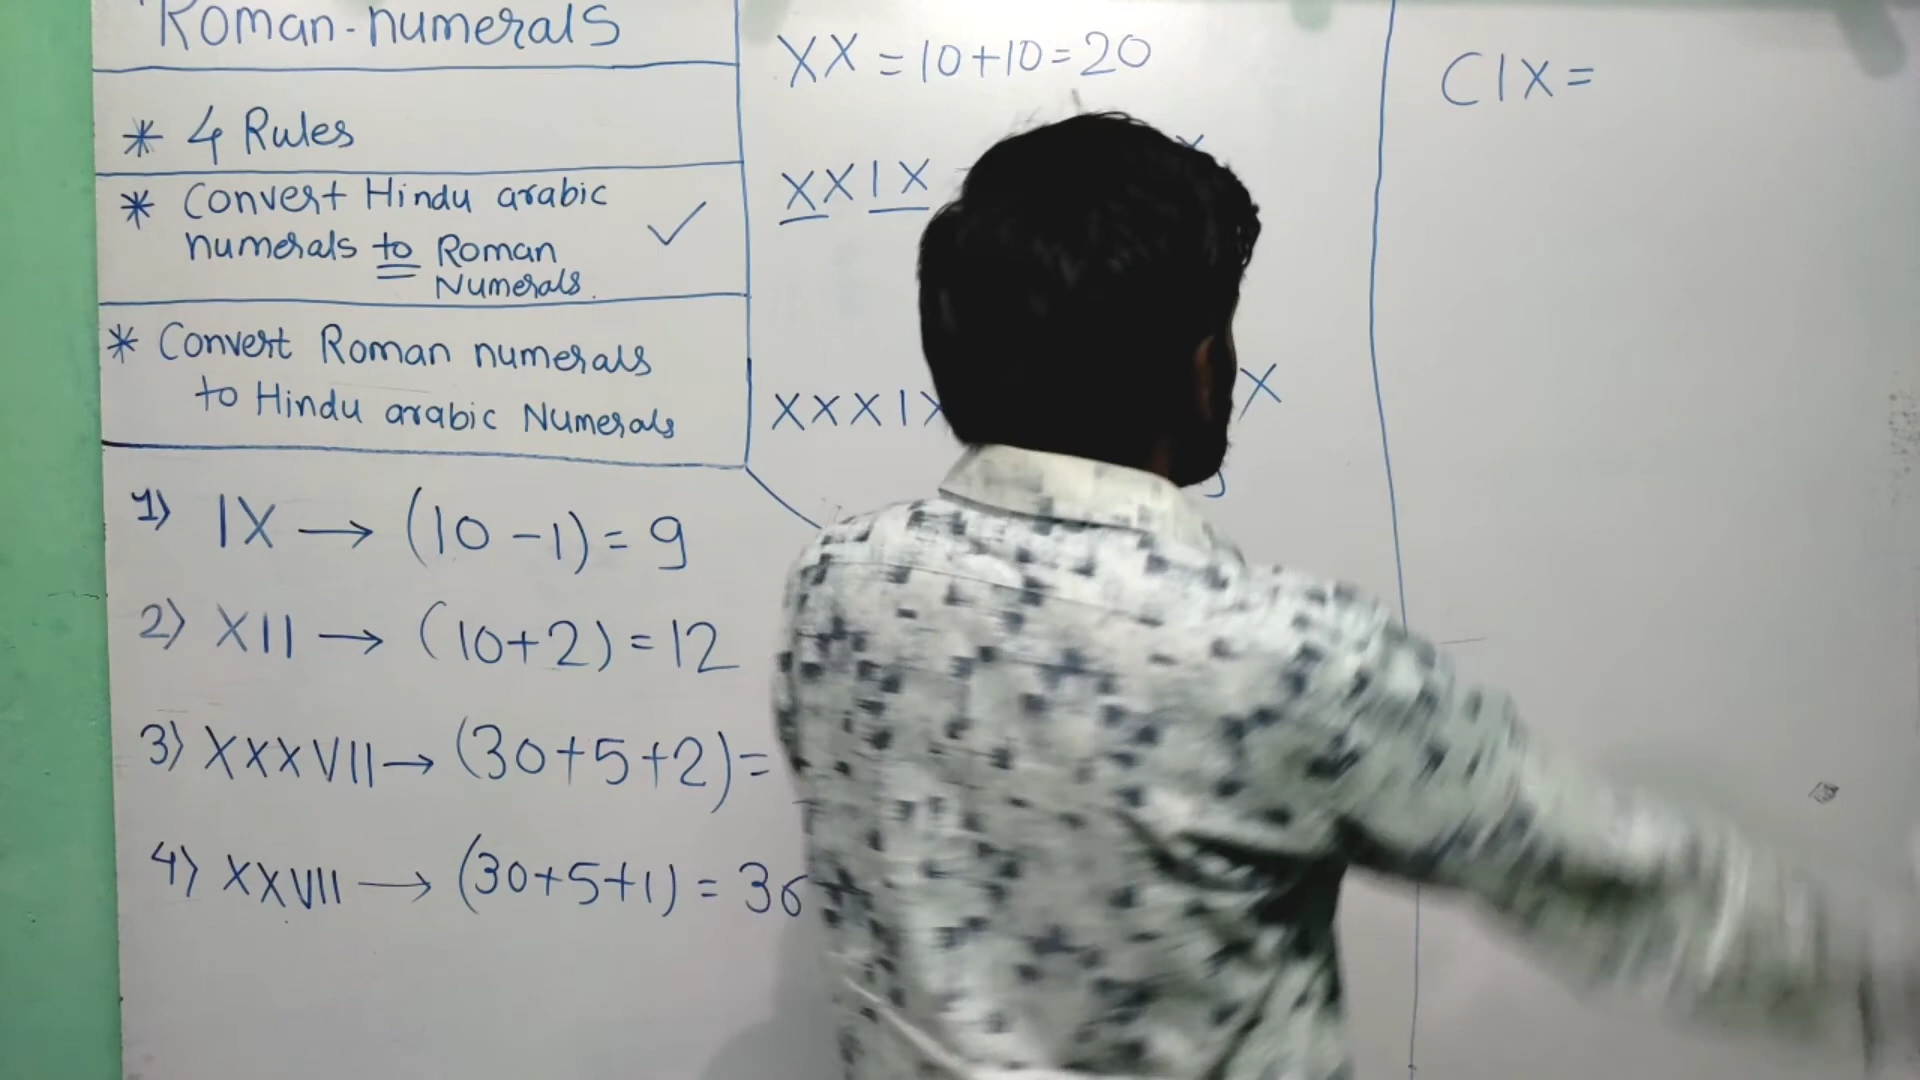 Roman-numerals
* 4 Rules
* Convert Hindu arabic
numerals to Roman
Numerals.
* Convert Roman numerals
to Hindu arabic Numerals
1) IX → (10-1) = 9
2) XII → (10+2) = 12
3) XXXVII → (30+5+2) =
4) XXVII → (30+5+1) = 36
XX = 10+10=20
XXIX
XXXIX
X
CIX =